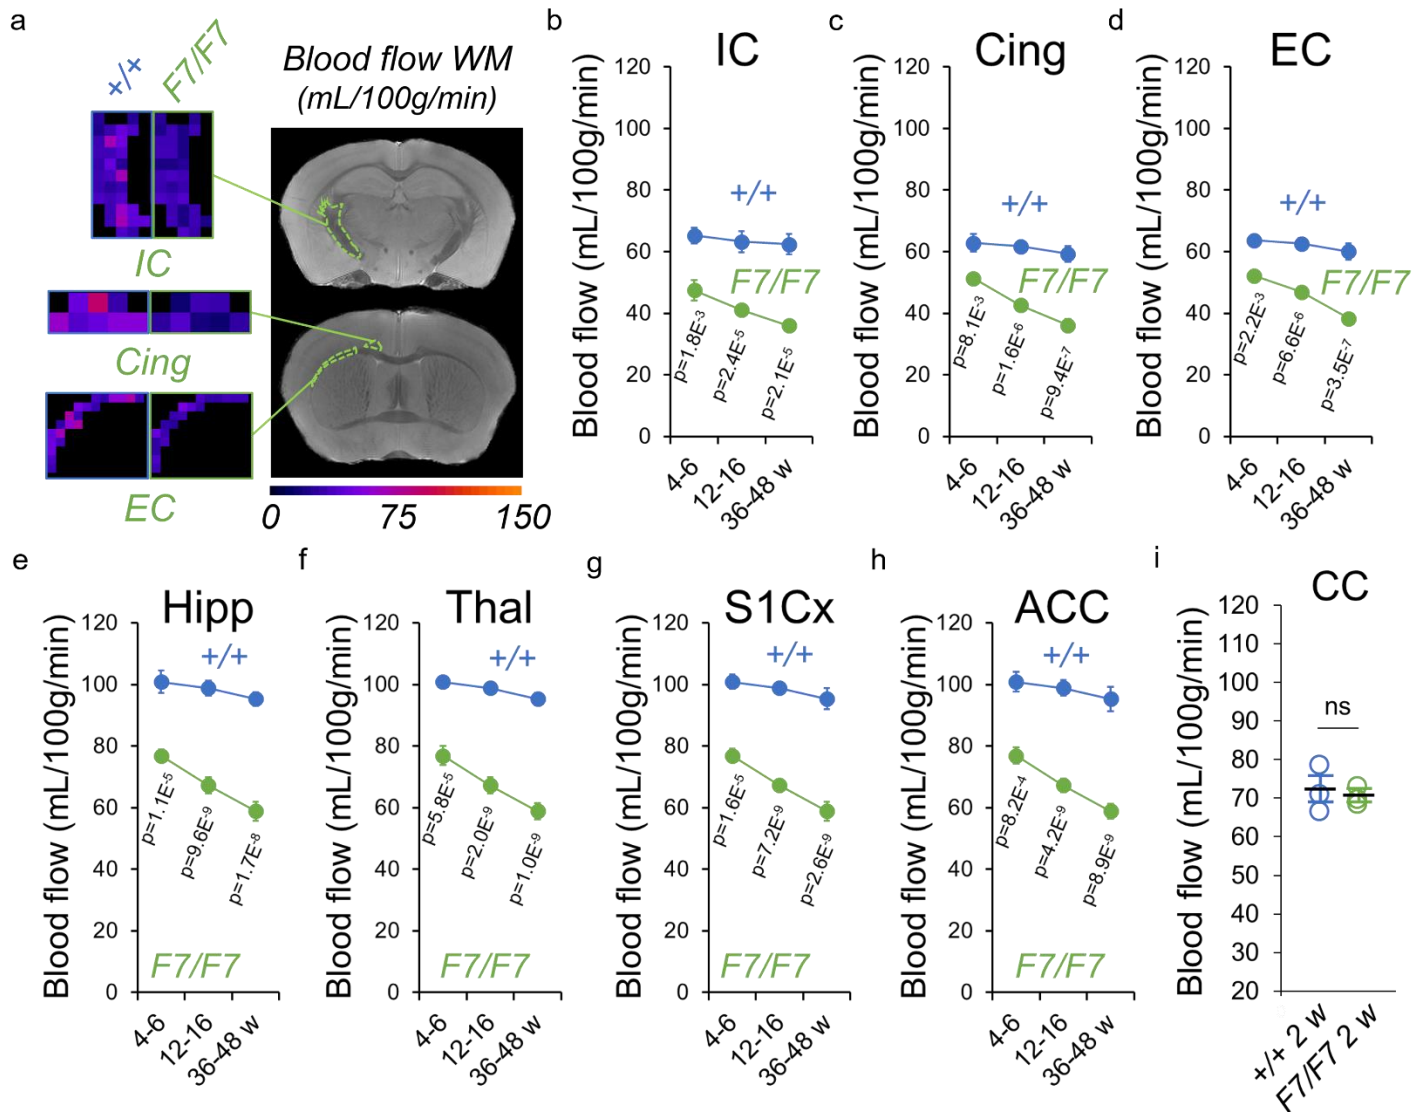 a
+/+
F7/F7
Blood flow WM
(mL/100g/min)
IC
Cing
EC
0 75 150
b
IC
Blood flow (mL/100g/min)
120
100
80
60
40
20
0
+/+
F7/F7
p=1.8E-3
p=2.4E-5
p=2.1E-5
4-6
12-16
36-48 w
c
Cing
Blood flow (mL/100g/min)
120
100
80
60
40
20
0
+/+
F7/F7
p=8.1E-3
p=1.6E-6
p=9.4E-7
4-6
12-16
36-48 w
d
EC
Blood flow (mL/100g/min)
120
100
80
60
40
20
0
+/+
F7/F7
p=2.2E-3
p=6.6E-6
p=3.5E-7
4-6
12-16
36-48 w
e
Hipp
Blood flow (mL/100g/min)
120
100
80
60
40
20
0
+/+
p=1.1E-5
p=9.6E-9
p=1.7E-8
F7/F7
4-6
12-16
36-48 w
f
Thal
Blood flow (mL/100g/min)
120
100
80
60
40
20
0
+/+
p=5.8E-5
p=2.0E-9
p=1.0E-9
F7/F7
4-6
12-16
36-48 w
g
S1Cx
Blood flow (mL/100g/min)
120
100
80
60
40
20
0
+/+
p=1.6E-5
p=7.2E-9
p=2.6E-9
F7/F7
4-6
12-16
36-48 w
h
ACC
Blood flow (mL/100g/min)
120
100
80
60
40
20
0
+/+
p=8.2E-4
p=4.2E-9
p=8.9E-9
F7/F7
4-6
12-16
36-48 w
i
CC
Blood flow (mL/100g/min)
120
110
100
90
80
70
60
50
40
30
20
ns
+/+ 2 w
F7/F7 2 w